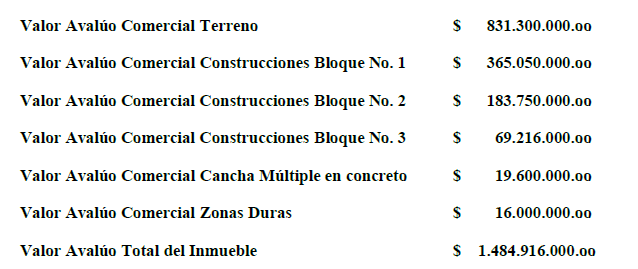 Valor Avalúo Comercial Terreno $ 831.300.000.oo
Valor Avalúo Comercial Construcciones Bloque No. 1 $ 365.050.000.oo
Valor Avalúo Comercial Construcciones Bloque No. 2 $ 183.750.000.oo
Valor Avalúo Comercial Construcciones Bloque No. 3 $ 69.216.000.oo
Valor Avalúo Comercial Cancha Múltiple en concreto $ 19.600.000.oo
Valor Avalúo Comercial Zonas Duras $ 16.000.000.oo
Valor Avalúo Total del Inmueble $ 1.484.916.000.oo